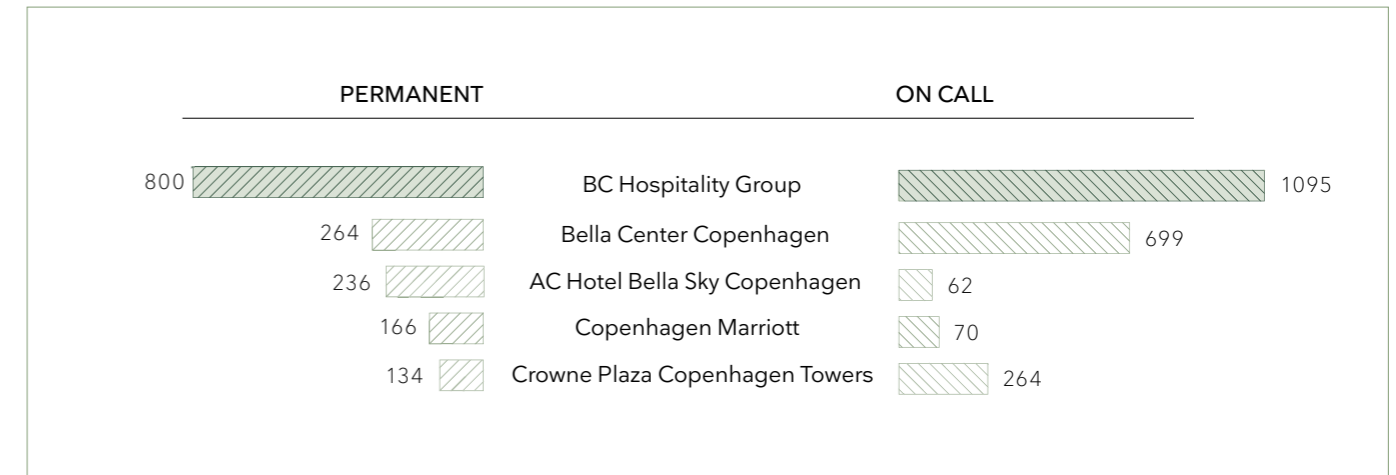 PERMANENT ON CALL
800 BC Hospitality Group 1095
264 Bella Center Copenhagen 699
236 AC Hotel Bella Sky Copenhagen 62
166 Copenhagen Marriott 70
134 Crowne Plaza Copenhagen Towers 264